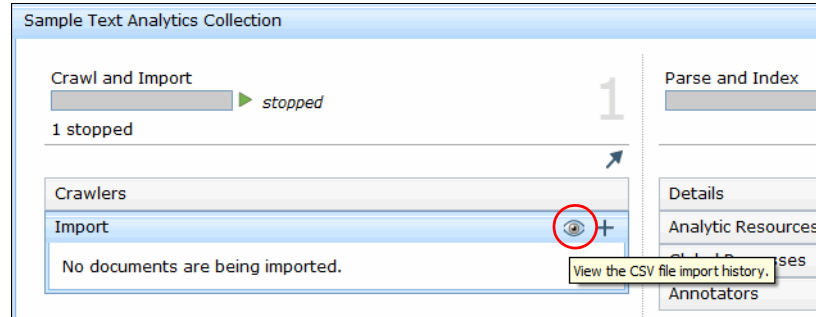 Sample Text Analytics Collection
Crawl and Import
stopped
1
1 stopped
Crawlers
Import
No documents are being imported.
View the CSV file import history.
Parse and Index
Details
Analytic Resources
Annotators